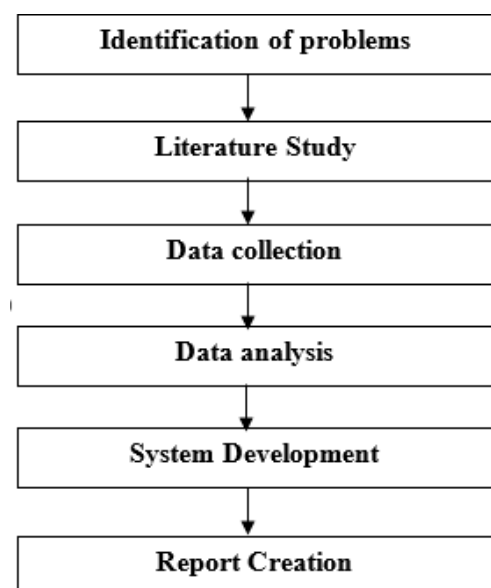 Identification of problems
Literature Study
Data collection
Data analysis
System Development
Report Creation